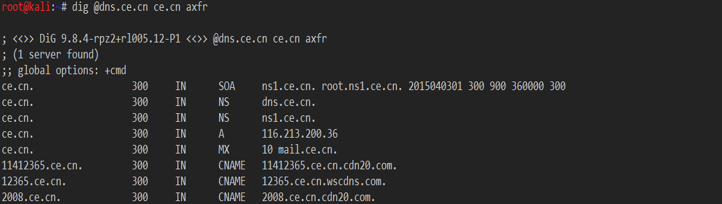 root@kali:~# dig @dns.ce.cn ce.cn axfr
; <<>> DiG 9.8.4-rpz2+rl005.12-P1 <<>> @dns.ce.cn ce.cn axfr
; (1 server found)
;; global options: +cmd
ce.cn. 300 IN SOA ns1.ce.cn. root.ns1.ce.cn. 2015040301 300 900 360000 300
ce.cn. 300 IN NS dns.ce.cn.
ce.cn. 300 IN NS ns1.ce.cn.
ce.cn. 300 IN A 116.213.200.36
ce.cn. 300 IN MX 10 mail.ce.cn.
11412365.ce.cn. 300 IN CNAME 11412365.ce.cn.cdn20.com.
12365.ce.cn. 300 IN CNAME 12365.ce.cn.wscdns.com.
2008.ce.cn. 300 IN CNAME 2008.ce.cn.cdn20.com.